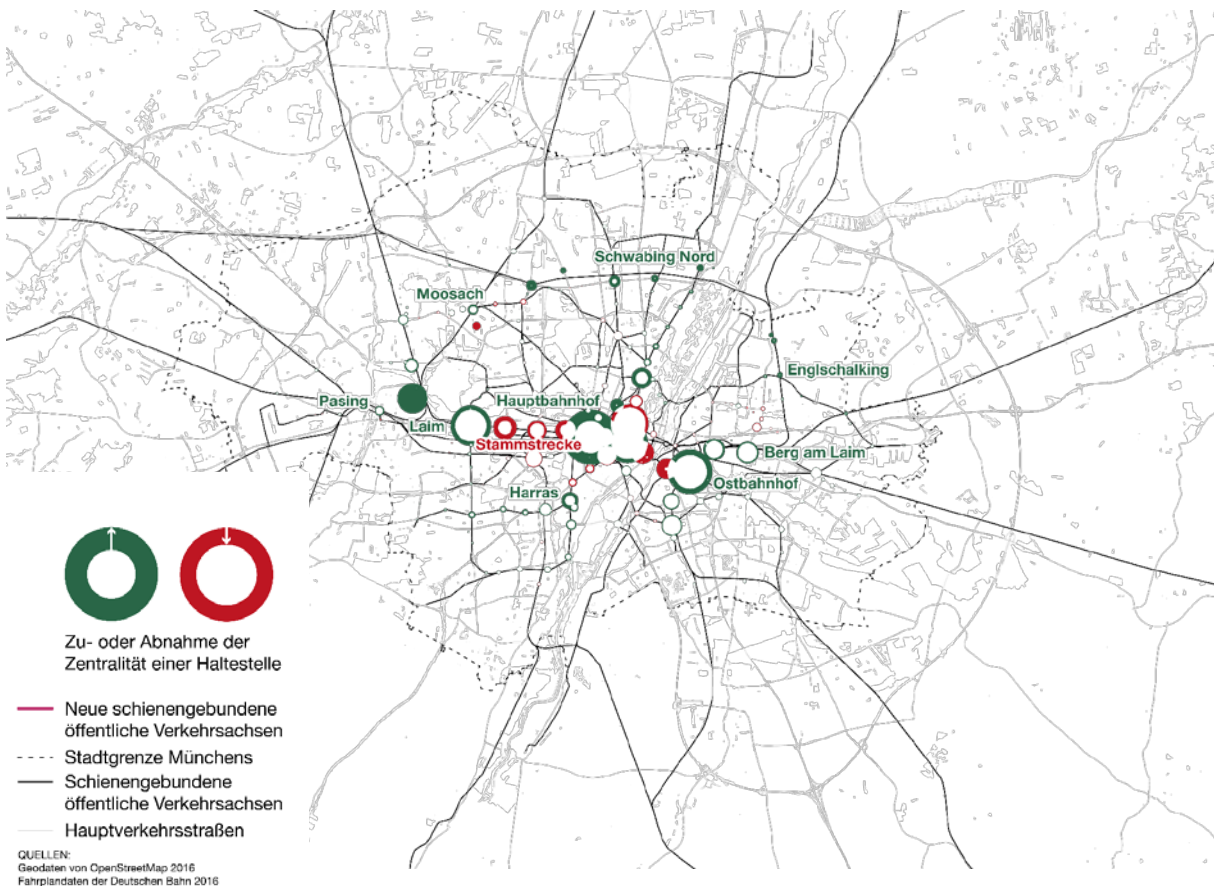 Schwabing Nord
Moosach
Englschalking
Pasing
Hauptbahnhof
Laim
Stammstrecke
Berg am Laim
Ostbahnhof
Harras
Zu- oder Abnahme der
Zentralität einer Haltestelle
Neue schienengebundene
öffentliche Verkehrsachsen
Stadtgrenze Münchens
Schienengebundene
öffentliche Verkehrsachsen
Hauptverkehrsstraßen
QUELLEN:
Geodaten von OpenStreetMap 2016
Fahrplandaten der Deutschen Bahn 2016